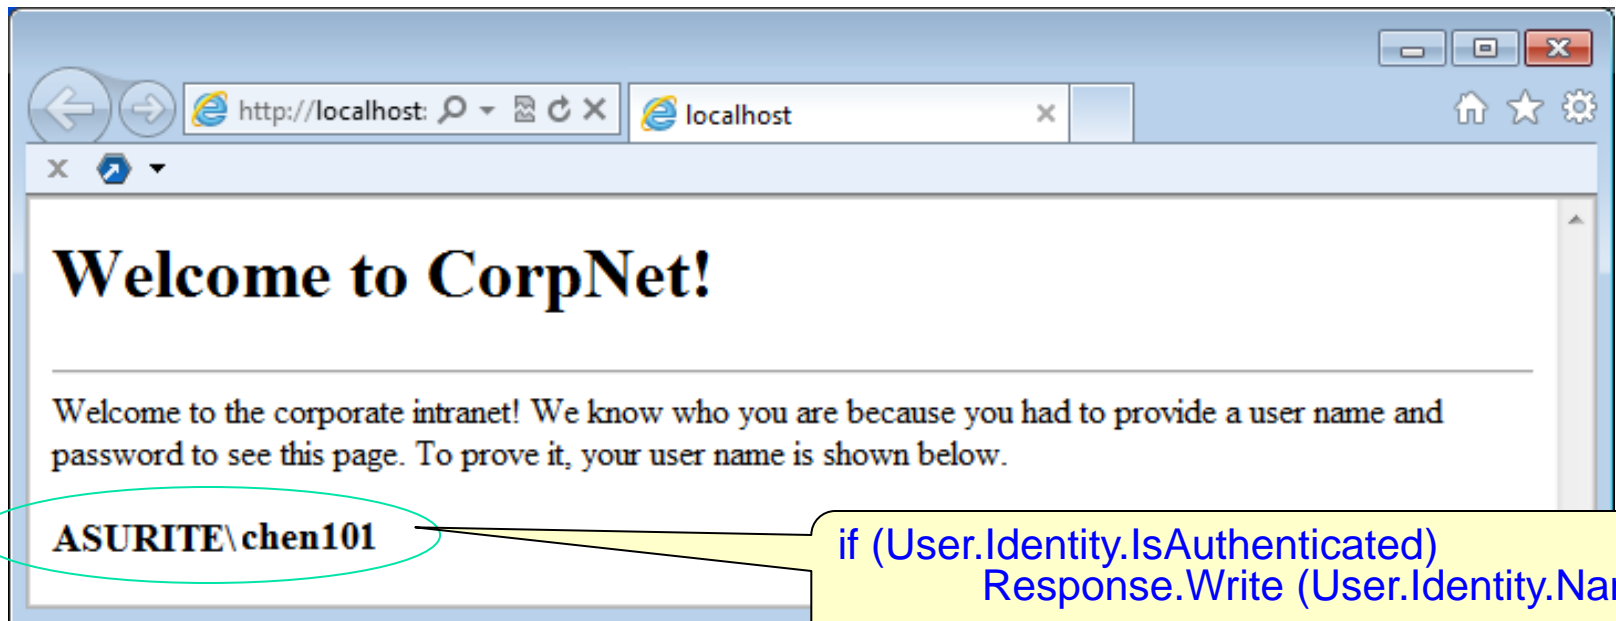 http://localhost:
localhost
Welcome to CorpNet!
Welcome to the corporate intranet! We know who you are because you had to provide a user name and
password to see this page. To prove it, your user name is shown below.
ASURITE\chen101
if (User.Identity.IsAuthenticated)
Response.Write (User.Identity.Nar